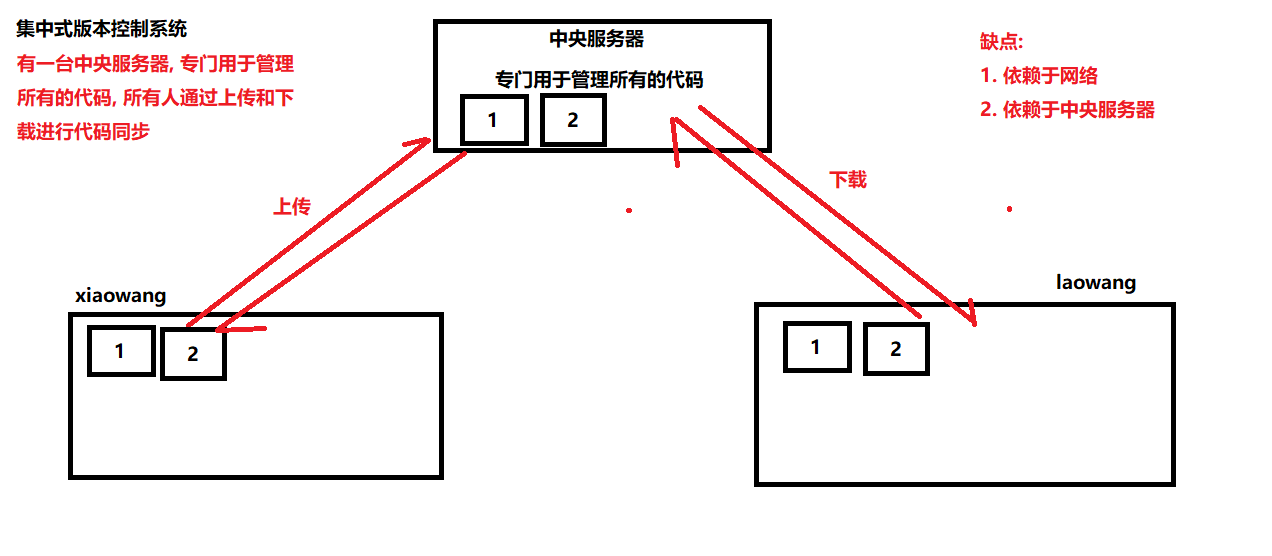 集中式版本控制系统
有一台中央服务器, 专门用于管理
所有的代码, 所有人通过上传和下
载进行代码同步
中央服务器
专门用于管理所有的代码
1
2
缺点:
1. 依赖于网络
2. 依赖于中央服务器
上传
下载
xiaowang
1
2
laowang
1
2